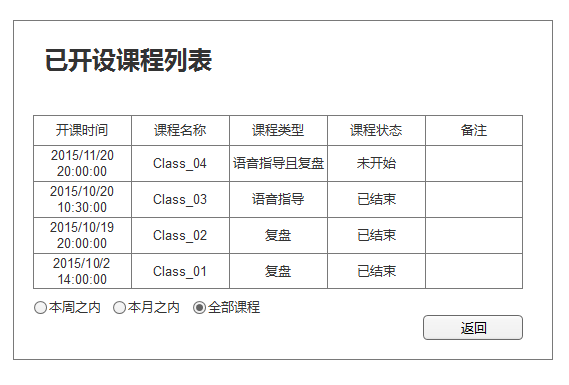 已开设课程列表
开课时间 课程名称 课程类型 课程状态 备注
2015/11/20 20:00:00 Class_04 语音指导且复盘 未开始
2015/10/20 10:30:00 Class_03 语音指导 已结束
2015/10/19 20:00:00 Class_02 复盘 已结束
2015/10/2 14:00:00 Class_01 复盘 已结束
本周之内 本月之内 全部课程
返回